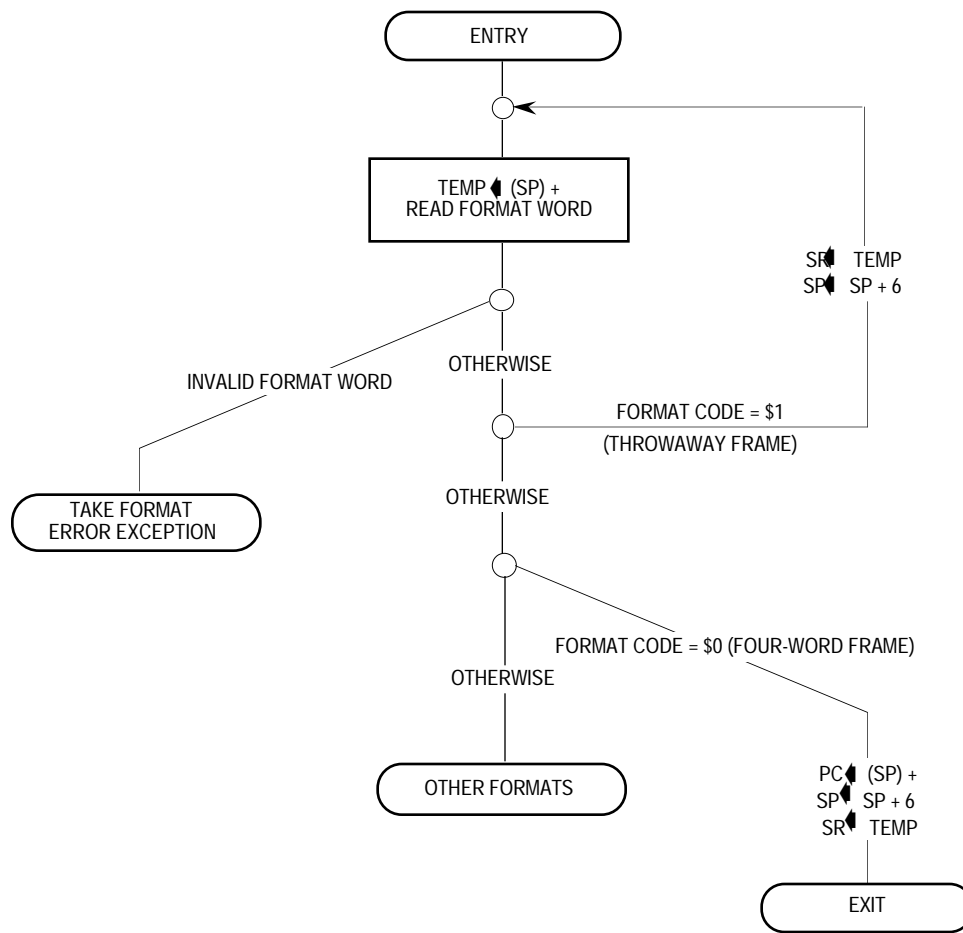 ENTRY
TEMP (SP) +
READ FORMAT WORD
SR TEMP
SP SP + 6
OTHERWISE
INVALID FORMAT WORD
FORMAT CODE = $1
(THROWAWAY FRAME)
OTHERWISE
TAKE FORMAT
ERROR EXCEPTION
FORMAT CODE = $0 (FOUR-WORD FRAME)
OTHERWISE
PC (SP) +
SP SP + 6
SR TEMP
OTHER FORMATS
EXIT